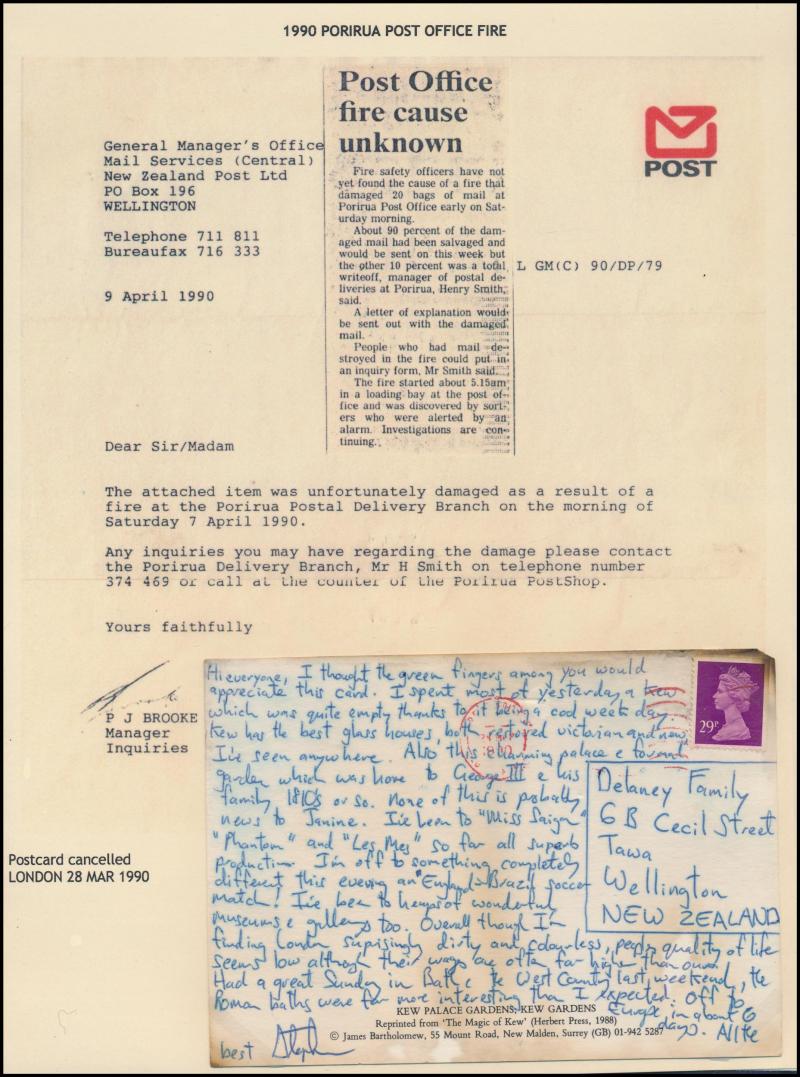 1990 PORIRUA POST OFFICE FIRE
Post Office
fire cause
unknown
Fire safety officers have not
yet found the cause of a fire that
damaged 20 bags of mail at
Porirua Post Office early on Sat-
urday morning.
About 90 percent of the dam-
aged mail had been salvaged and
would be sent on this week but
the other 10 percent was a total
writeoff, manager of postal de-
liveries at Porirua, Henry Smith,
said.
A letter of explanation would
be sent out with the damaged
mail.
People who had mail de-
stroyed in the fire could put in
an inquiry form, Mr Smith said.
The fire started about 5.15am
in a loading bay at the post of-
fice and was discovered by sort-
ers who were alerted by an
alarm. Investigations are con-
tinuing.
POST
General Manager's Office
Mail Services (Central)
New Zealand Post Ltd
PO Box 196
WELLINGTON
Telephone 711 811
Bureaufax 716 333
L GM(C) 90/DP/79
9 April 1990
Dear Sir/Madam
The attached item was unfortunately damaged as a result of a
fire at the Porirua Postal Delivery Branch on the morning of
Saturday 7 April 1990.
Any inquiries you may have regarding the damage please contact
the Porirua Delivery Branch, Mr H Smith on telephone number
374 469 or call at the counter of the Porirua PostShop.
Yours faithfully
P J BROOKE
Manager
Inquiries
Postcard cancelled
LONDON 28 MAR 1990
Hi everyone, I thought the green fingers among you would
appreciate this card. I spent most of yesterday a Kew
which was quite empty thanks to it being a cod week day.
Kew has the best glass houses, both restored victorian and new
I've seen anywhere. Also this charming palace & formal
garden which was home to George III & his
family, 1810's or so. None of this is probably
news to Janine. I've been to "Miss Saigon"
"Phantom" and "Les Mes" so far all superb
production. I'm off to something completely
different this evening an England-Brazil soccer
match! I've been to heaps of wonderful
museums & gallerys too. Overall though I'm
finding London suprisingly dirty and colourless, peoples quality of life
seems low although their ways are often far higher than ours.
Had a great Sunday in Bath & the West County last weekend, the
Roman baths were far more interesting than I expected. Off to
Europe in about 6
days. All the
best Stephen
29P
Delaney Family
6B Cecil Street
Tawa
Wellington
NEW ZEALAND
KEW PALACE GARDENS, KEW GARDENS
Reprinted from 'The Magic of Kew' (Herbert Press, 1988)
© James Bartholomew, 55 Mount Road, New Malden, Surrey (GB) 01-942 5287